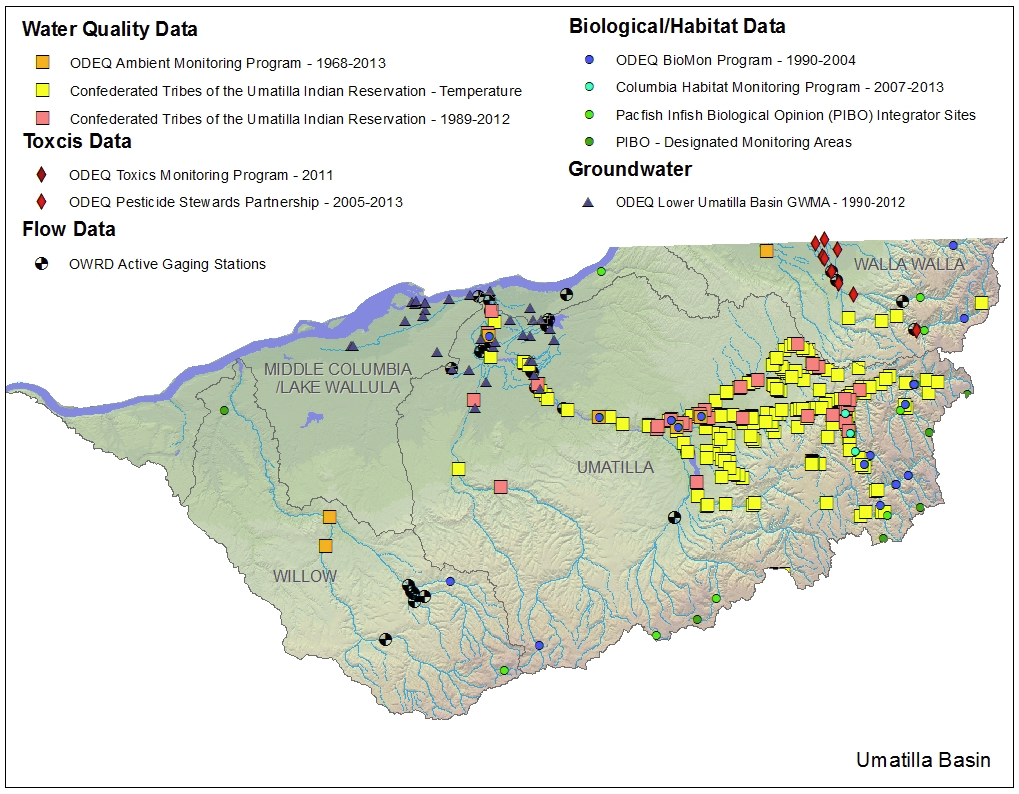 Water Quality Data
ODEQ Ambient Monitoring Program - 1968-2013
Confederated Tribes of the Umatilla Indian Reservation - Temperature
Confederated Tribes of the Umatilla Indian Reservation - 1989-2012
Toxcis Data
ODEQ Toxics Monitoring Program - 2011
ODEQ Pesticide Stewards Partnership - 2005-2013
Flow Data
OWRD Active Gaging Stations
Biological/Habitat Data
ODEQ BioMon Program - 1990-2004
Columbia Habitat Monitoring Program - 2007-2013
Pacfish Infish Biological Opinion (PIBO) Integrator Sites
PIBO - Designated Monitoring Areas
Groundwater
ODEQ Lower Umatilla Basin GWMA - 1990-2012
WALLA WALLA
MIDDLE COLUMBIA
/LAKE WALLULA
UMATILLA
WILLOW
Umatilla Basin